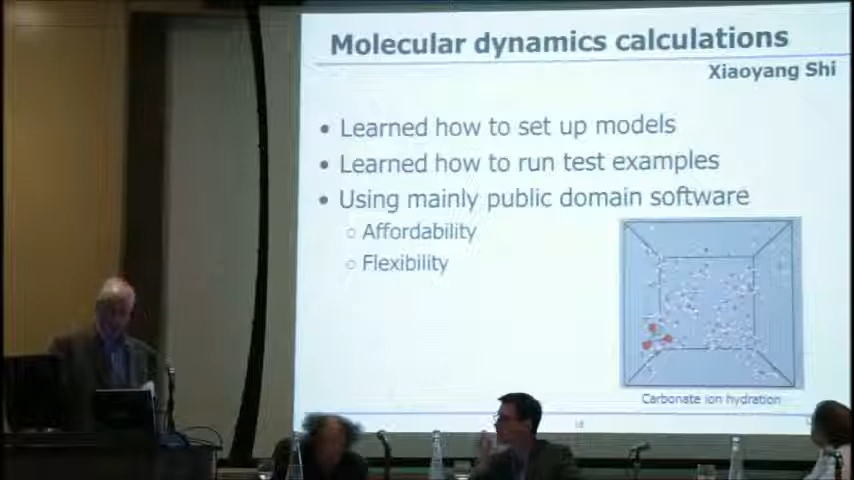 Molecular dynamics calculations
Xiaoyang Shi
• Learned how to set up models
• Learned how to run test examples
• Using mainly public domain software
○ Affordability
○ Flexibility
Carbonate ion hydration